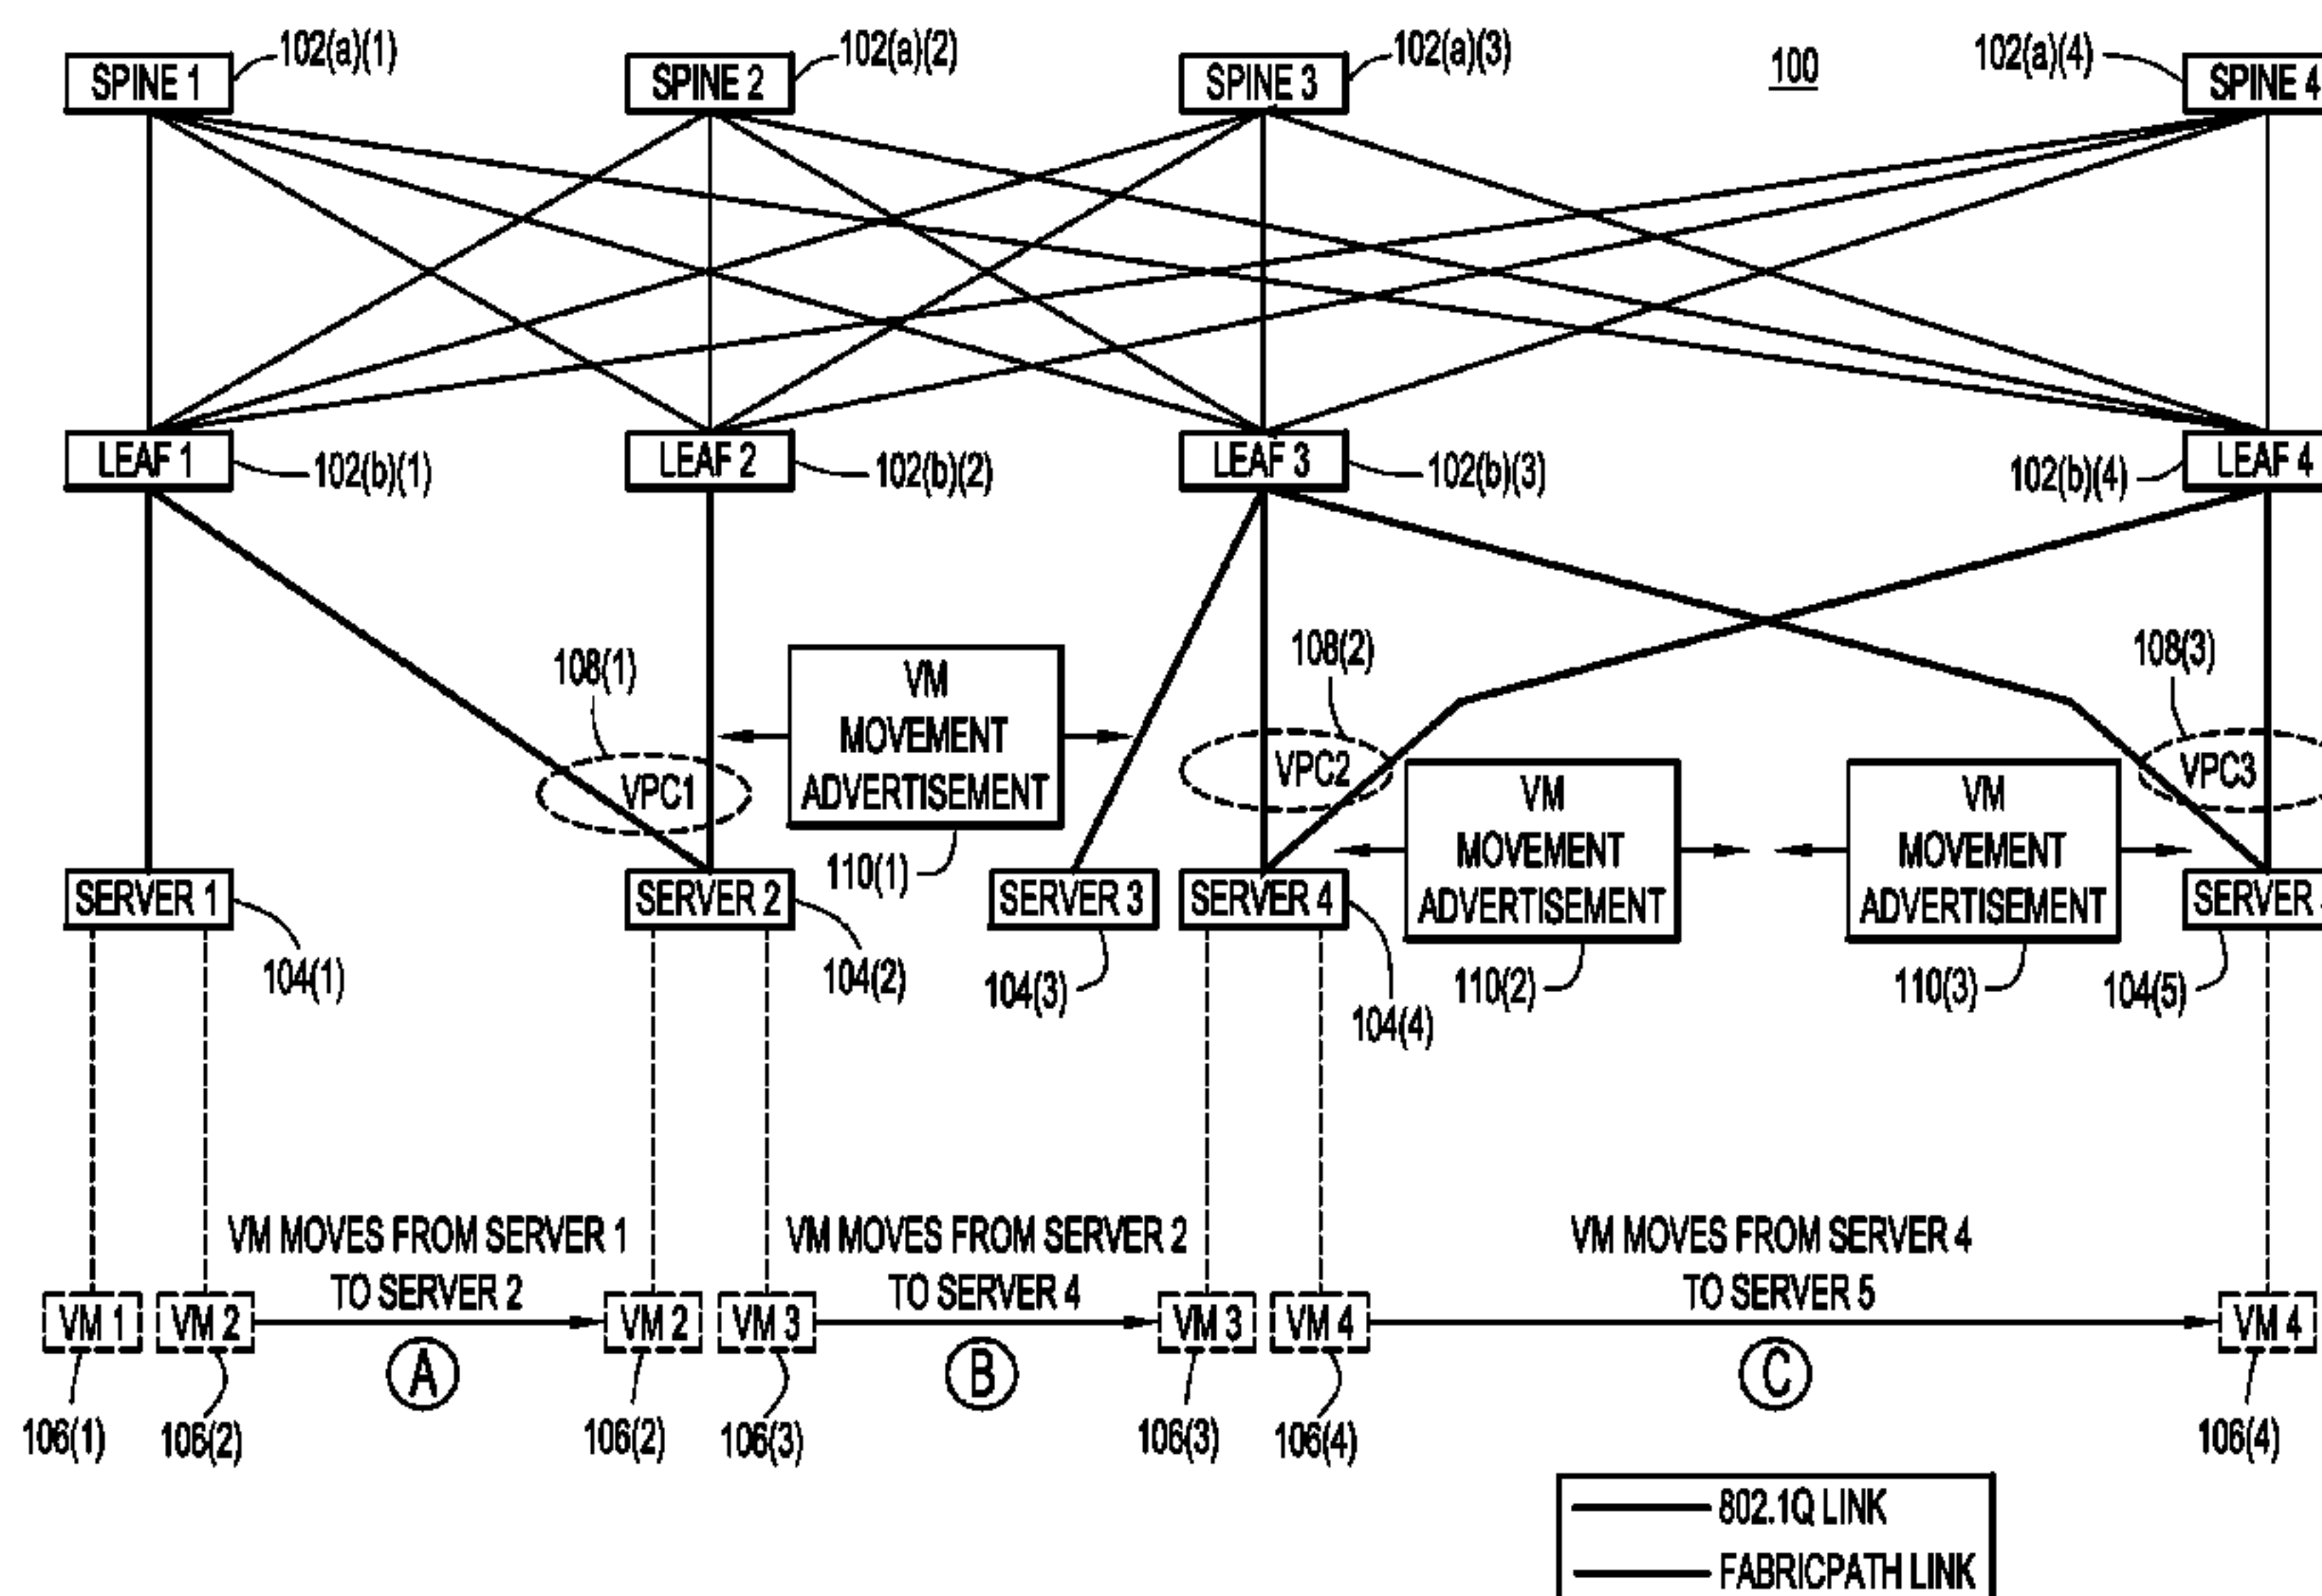 102(a)(1)
102(a)(2)
102(a)(3)
100
102(a)(4)
SPINE 1
SPINE 2
SPINE 3
SPINE 4
LEAF 1
102(b)(1)
LEAF 2
102(b)(2)
LEAF 3
102(b)(3)
102(b)(4)
LEAF 4
108(1)
108(2)
108(3)
VM
MOVEMENT
ADVERTISEMENT
VPC1
VPC2
VPC3
VM
MOVEMENT
ADVERTISEMENT
VM
MOVEMENT
ADVERTISEMENT
110(1)
SERVER 1
SERVER 2
SERVER 3
SERVER 4
SERVER
104(1)
104(2)
104(3)
104(4)
110(2)
110(3)
104(5)
VM MOVES FROM SERVER 1
TO SERVER 2
VM MOVES FROM SERVER 2
TO SERVER 4
VM MOVES FROM SERVER 4
TO SERVER 5
VM 1
VM 2
VM 2
VM 3
VM 3
VM 4
VM 4
A
B
C
106(1)
106(2)
106(2)
106(3)
106(3)
106(4)
106(4)
802.1Q LINK
FABRICPATH LINK